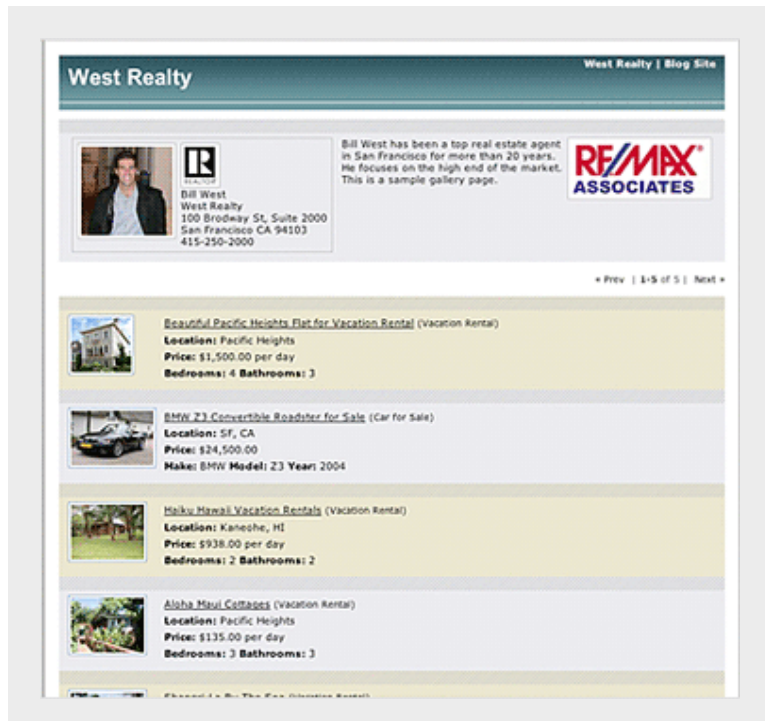 West Realty
West Realty | Blog Site
REALTOR
Bill West
West Realty
100 Brodway St, Suite 2000
San Francisco CA 94103
415-250-2000
Bill West has been a top real estate agent
in San Francisco for more than 20 years.
He focuses on the high end of the market.
This is a sample gallery page.
RE/MAX®
ASSOCIATES
« Prev | 1-5 of 5 | Next »
Beautiful Pacific Heights Flat for Vacation Rental (Vacation Rental)
Location: Pacific Heights
Price: $1,500.00 per day
Bedrooms: 4 Bathrooms: 3
BMW Z3 Convertible Roadster for Sale (Car for Sale)
Location: SF, CA
Price: $24,500.00
Make: BMW Model: Z3 Year: 2004
Haiku Hawaii Vacation Rentals (Vacation Rental)
Location: Kaneohe, HI
Price: $938.00 per day
Bedrooms: 2 Bathrooms: 2
Aloha Maui Cottages (Vacation Rental)
Location: Pacific Heights
Price: $135.00 per day
Bedrooms: 3 Bathrooms: 3
By The Sea (Vacation Rental)